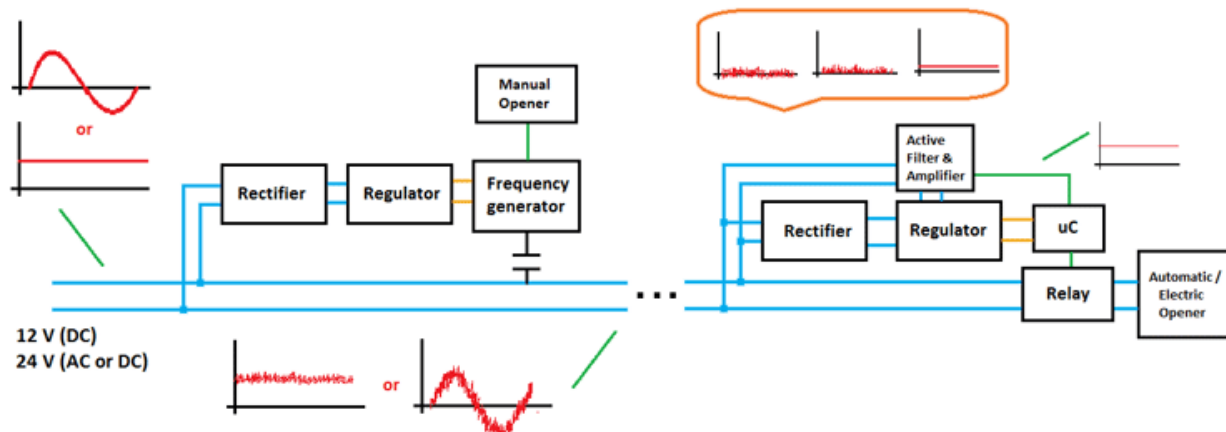 or
Manual
Opener
Rectifier
Regulator
Frequency
generator
12 V (DC)
24 V (AC or DC)
or
...
Active
Filter &
Amplifier
Rectifier
Regulator
uC
Relay
Automatic /
Electric
Opener